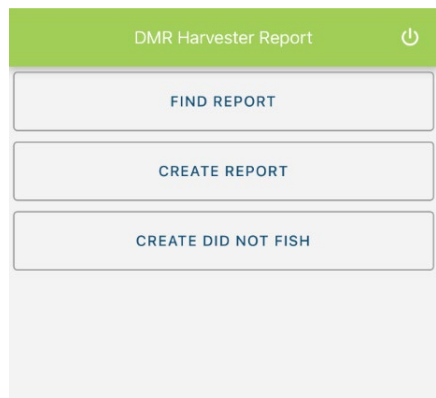 DMR Harvester Report
FIND REPORT
CREATE REPORT
CREATE DID NOT FISH